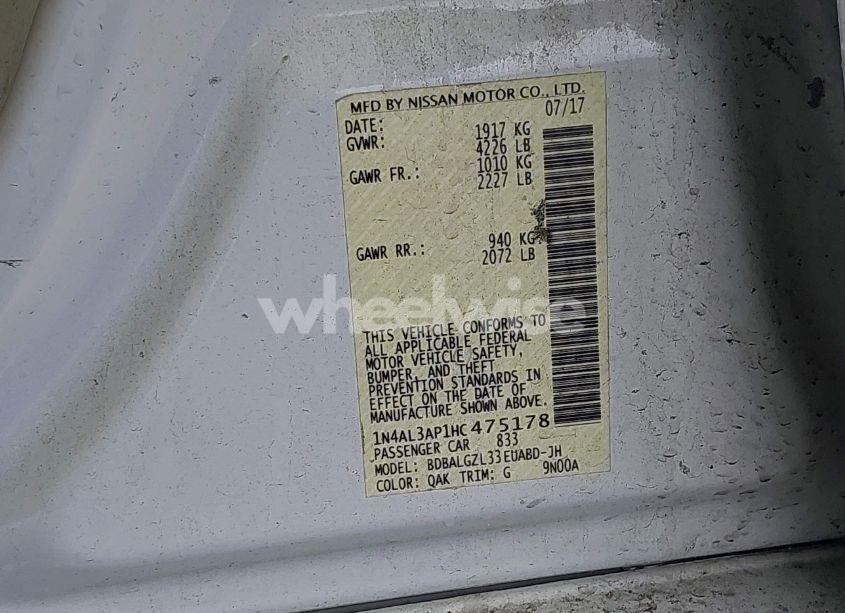 MFD BY NISSAN MOTOR CO., LTD.
DATE: 07/17
GVWR: 1917 KG
4226 LB
GAWR FR.: 1010 KG
2227 LB
GAWR RR.: 940 KG
2072 LB
wheelwise
THIS VEHICLE CONFORMS TO
ALL APPLICABLE FEDERAL
MOTOR VEHICLE SAFETY,
BUMPER, AND THEFT
PREVENTION STANDARDS IN
EFFECT ON THE DATE OF
MANUFACTURE SHOWN ABOVE.
1N4AL3AP1HC475178
PASSENGER CAR 833
MODEL: BDBALGZL33EUABD-JH
COLOR: QAK TRIM: G 9N00A